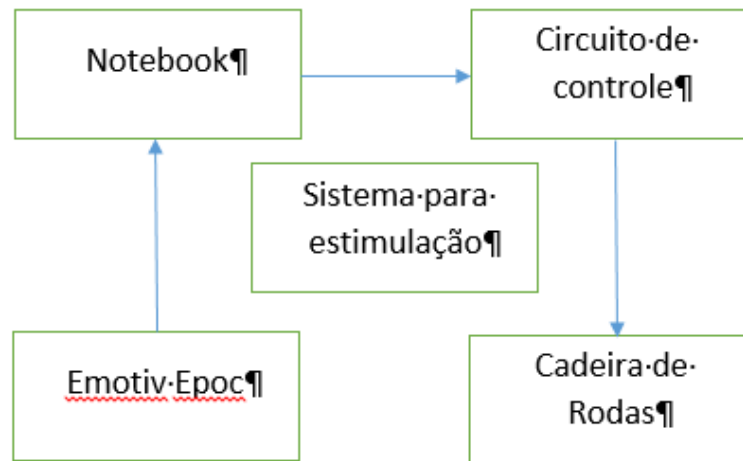 Notebook¶
Circuito·de·
controle¶
Sistema·para·
estimulação¶
Emotiv·Epoc¶
Cadeira·de·
Rodas¶